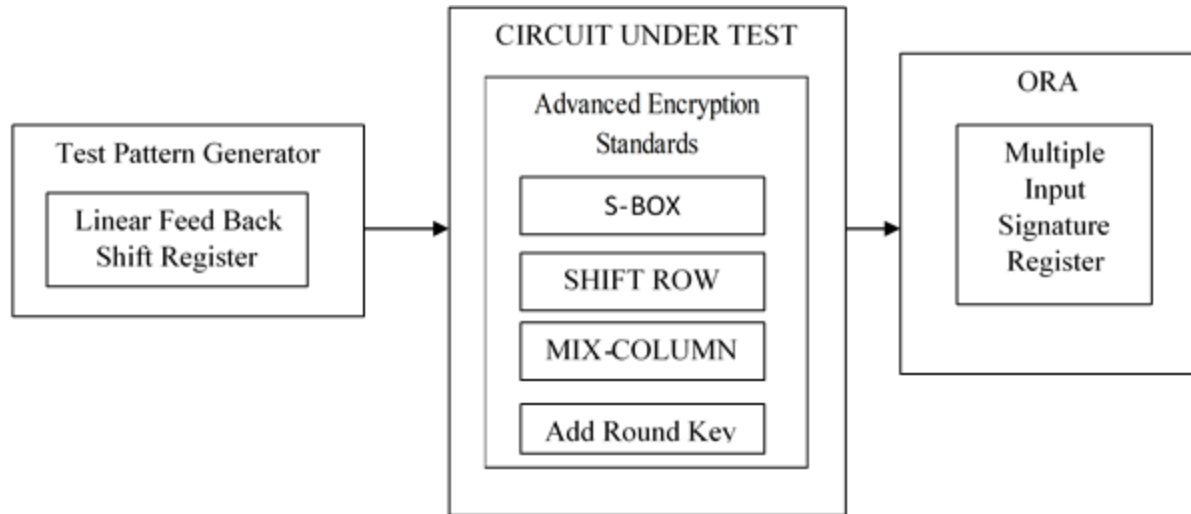 Test Pattern Generator
Linear Feed Back
Shift Register
CIRCUIT UNDER TEST
Advanced Encryption
Standards
S-BOX
SHIFT ROW
MIX-COLUMN
Add Round Key
ORA
Multiple
Input
Signature
Register